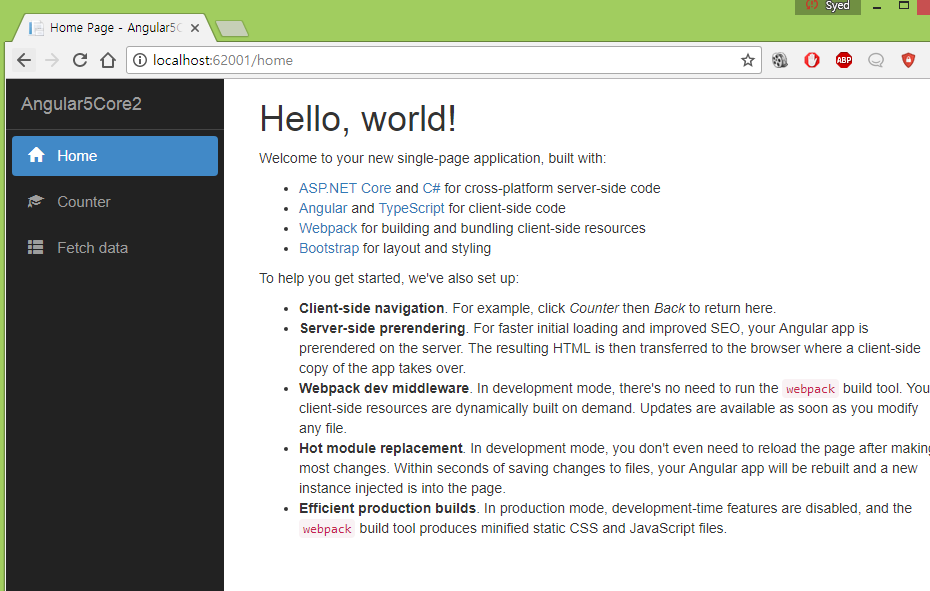 Syed
Home Page - Angular5C
localhost:62001/home
ABP
Angular5Core2
Home
Counter
Fetch data
Hello, world!
Welcome to your new single-page application, built with:
ASP.NET Core and C# for cross-platform server-side code
Angular and TypeScript for client-side code
Webpack for building and bundling client-side resources
Bootstrap for layout and styling
To help you get started, we've also set up:
Client-side navigation. For example, click Counter then Back to return here.
Server-side prerendering. For faster initial loading and improved SEO, your Angular app is
prerendered on the server. The resulting HTML is then transferred to the browser where a client-side
copy of the app takes over.
Webpack dev middleware. In development mode, there's no need to run the webpack build tool. You
client-side resources are dynamically built on demand. Updates are available as soon as you modify
any file.
Hot module replacement. In development mode, you don't even need to reload the page after making
most changes. Within seconds of saving changes to files, your Angular app will be rebuilt and a new
instance injected is into the page.
Efficient production builds. In production mode, development-time features are disabled, and the
webpack build tool produces minified static CSS and JavaScript files.